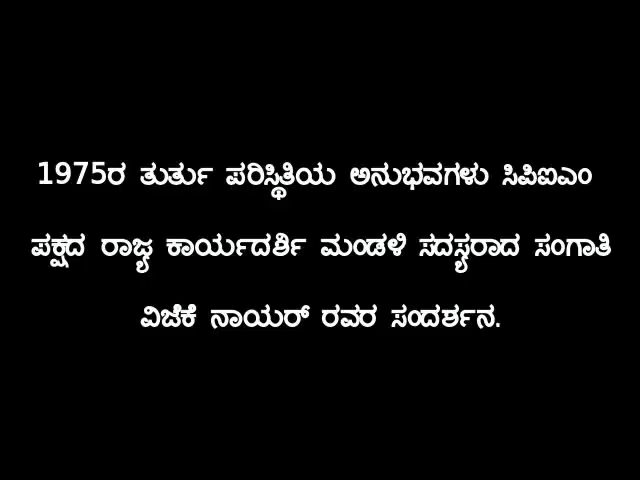 1975ರ ತುರ್ತು ಪರಿಸ್ಥಿತಿಯ ಅನುಭವಗಳು ಸಿಪಿಐಎಂ
ಪಕ್ಷದ ರಾಜ್ಯ ಕಾರ್ಯದರ್ಶಿ ಮಂಡಳಿ ಸದಸ್ಯರಾದ ಸಂಗಾತಿ
ವಿಜೆಕೆ ನಾಯರ್ ರವರ ಸಂದರ್ಶನ.